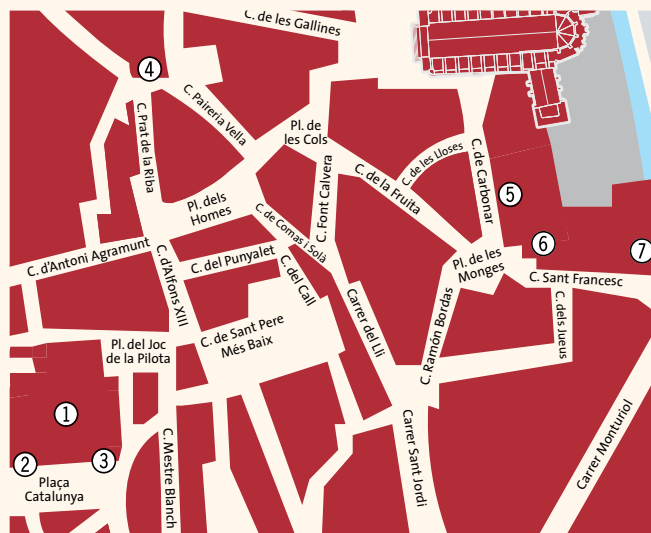 C. de les Gallines
4
C. Prat de la Riba
C. Paireria Vella
Pl. de
les Cols
C. de les Lloses
C. de Carbonar
C. de la Fruita
C. Font Calvera
5
Pl. dels
Homes
C. de Comas i Solà
6
7
C. d'Antoni Agramunt
C. d'Alfons XIII
C. del Punyalet
C. del Call
Pl. de les
Monges
C. Sant Francesc
C. dels Jueus
Carrer del Lli
C. Ramón Bordas
Pl. del Joc
de la Pilota
C. de Sant Pere
Més Baix
1
2
3
Plaça
Catalunya
C. Mestre Blanch
Carrer Sant Jordi
Carrer Monturiol